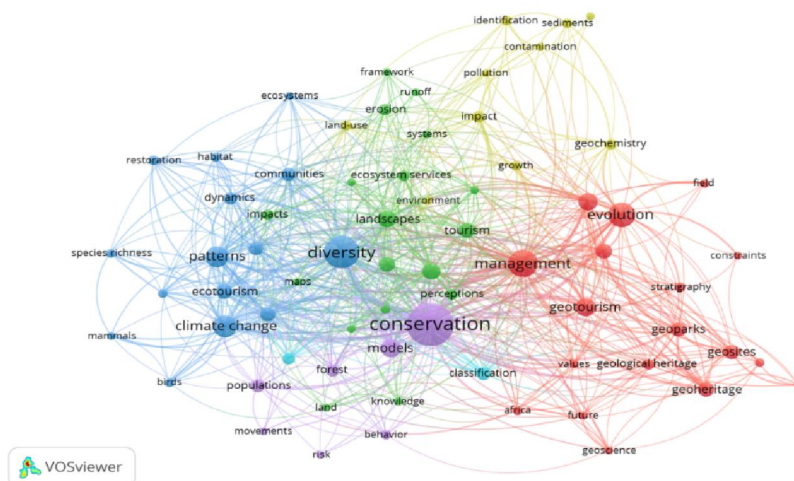 identification
sediments
contamination
framework
pollution
ecosystems
runoff
erosion
impact
land-use
systems
geochemistry
restoration
habitat
communities
growth
ecosystem services
field
dynamics
environment
impacts
landscapes
evolution
tourism
species richness
patterns
diversity
management
constraints
maps
ecotourism
perceptions
stratigraphy
geotourism
climate change
conservation
geoparks
mammals
models
geosites
forest
classification
values
geological heritage
birds
populations
geoheritage
land
knowledge
africa
future
movements
behavior
risk
geoscience
VOSviewer